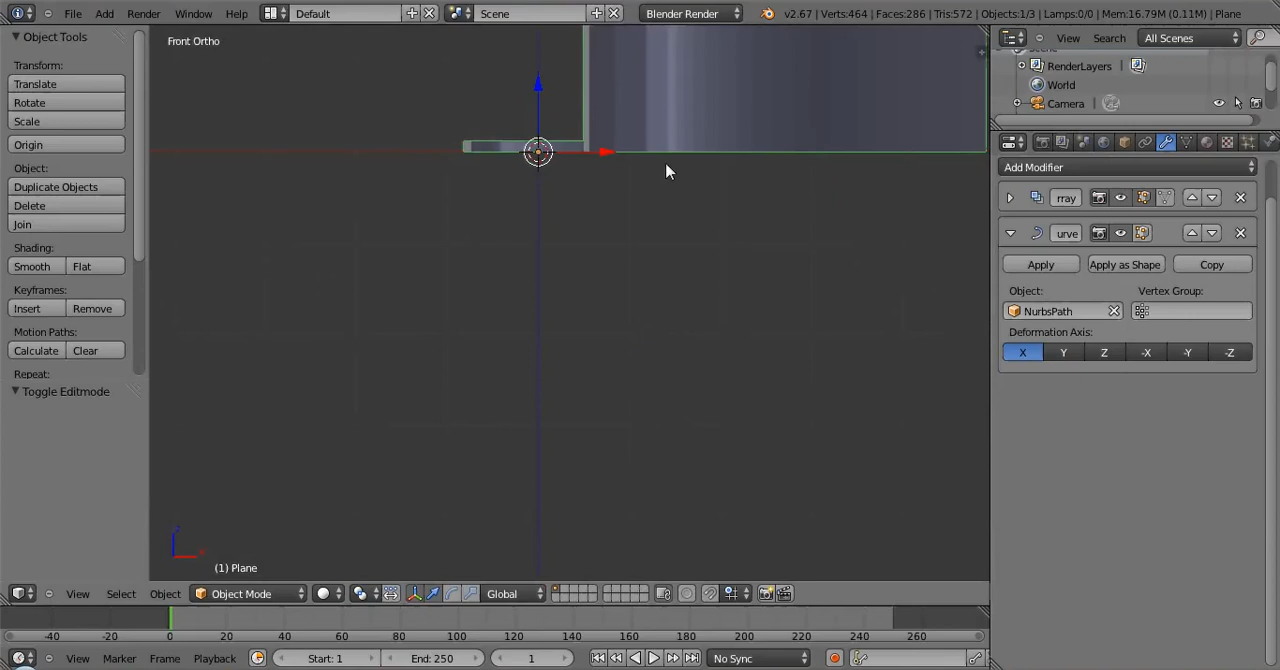 File Add Render Window Help Default Scene Blender Render v2.67 | Verts:464 | Faces:286 | Tris:572 | Objects:1/3 | Lamps:0/0 | Mem:16.79M (0.11M) | Plane
Object Tools
Transform:
Translate
Rotate
Scale
Origin
Object:
Duplicate Objects
Delete
Join
Shading:
Smooth Flat
Keyframes:
Insert Remove
Motion Paths:
Calculate Clear
Repeat:
Toggle Editmode
Front Ortho
(1) Plane
View Search All Scenes
RenderLayers
World
Camera
Add Modifier
rray
urve
Apply Apply as Shape Copy
Object: Vertex Group:
NurbsPath
Deformation Axis:
X Y Z -X -Y -Z
View Select Object Object Mode Global
-40 -20 0 20 40 60 80 100 120 140 160 180 200 220 240 260
View Marker Frame Playback Start: 1 End: 250 1 No Sync